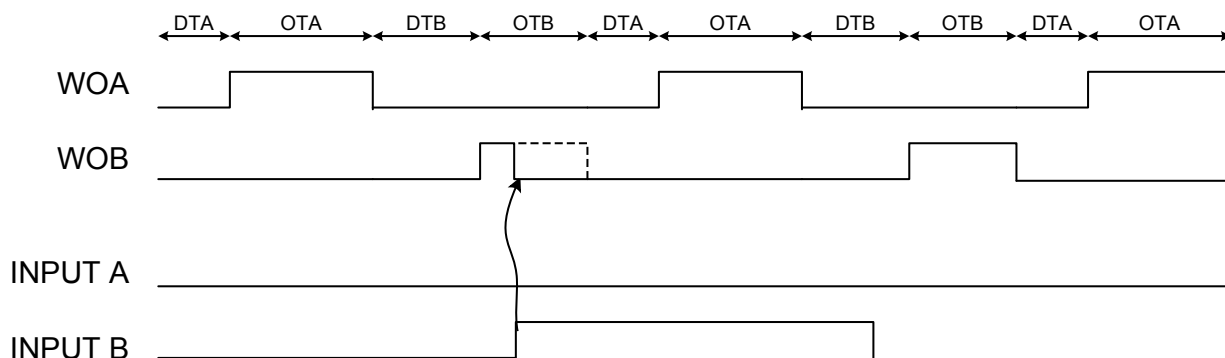 DTA OTA DTB OTB DTA OTA DTB OTB DTA OTA
WOA
WOB
INPUT A
INPUT B